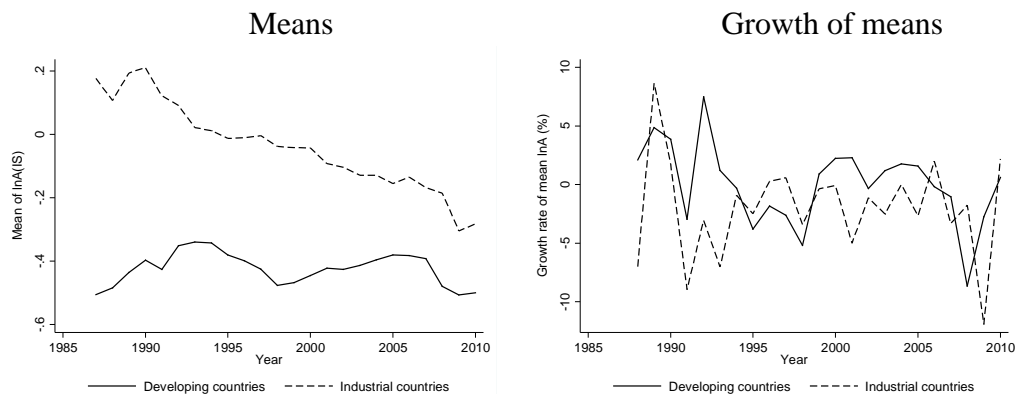 Means
Mean of lnA(IS)
.2
0
-.2
-.4
-.6
1985 1990 1995 2000 2005 2010
Year
Developing countries Industrial countries
Growth of means
Growth rate of mean lnA (%)
10
5
0
-5
-10
1985 1990 1995 2000 2005 2010
Year
Developing countries Industrial countries